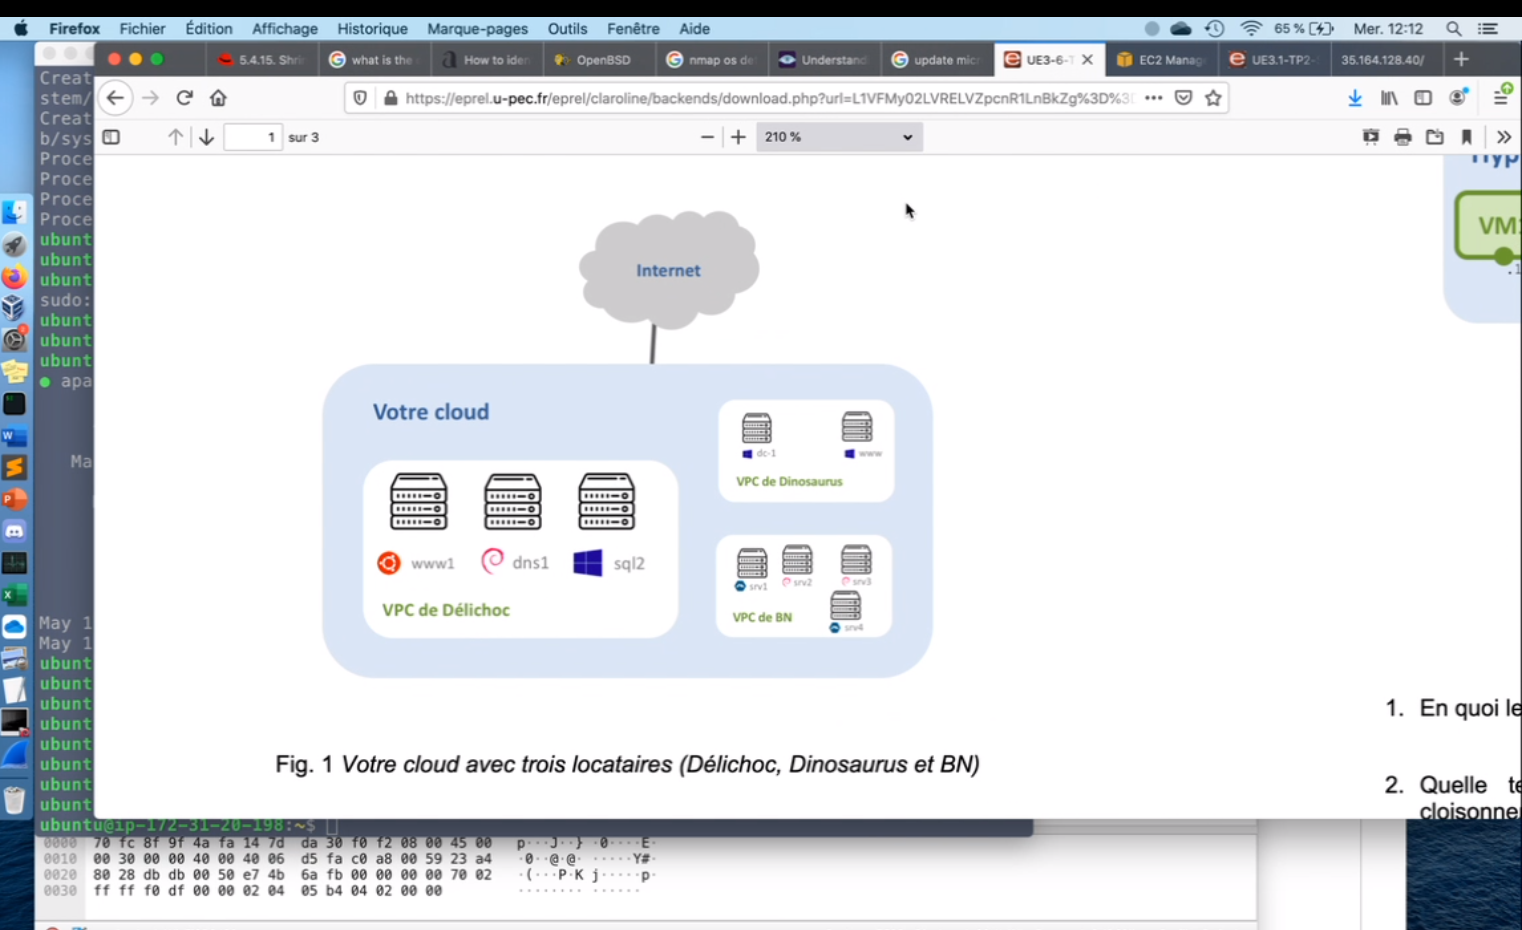 Firefox Fichier Édition Affichage Historique Marque-pages Outils Fenêtre Aide 65 % Mer. 12:12
5.4.15. Shri what is the How to iden OpenBSD nmap os de Understand update mic UE3-6-T EC2 Manag UE3.1-TP2- 35.164.128.40/
https://eprel.u-pec.fr/eprel/claroline/backends/download.php?url=L1VFMy02LVRELVZpcnR1LnBkZg%3D%3
1 sur 3 210 %
Creat
stem/
Creat
b/sys
Proce
Proce
Proce
Proce
ubunt
ubunt
ubunt
sudo:
ubunt
ubunt
ubunt
● apa
Ma
May 1
May 1
ubunt
ubunt
ubunt
ubunt
ubunt
ubunt
ubunt
ubunt
ubuntu@ip-172-31-20-198:~$
Internet
Votre cloud
www1 dns1 sql2
VPC de Délichoc
dc-1 www
VPC de Dinosaurus
srv1 srv2 srv3
VPC de BN
srv4
Fig. 1 Votre cloud avec trois locataires (Délichoc, Dinosaurus et BN)
VM
.1
1. En quoi le
2. Quelle te
cloisonne
0000 70 fc 8f 9f 4a fa 14 7d da 30 f0 f2 08 00 45 00 p···J··} ·0····E·
0010 00 30 00 00 40 00 40 06 d5 fa c0 a8 00 59 23 a4 ·0··@·@· ·····Y#·
0020 80 28 db db 00 50 e7 4b 6a fb 00 00 00 00 70 02 ·(···P·K j·····p·
0030 ff ff f0 df 00 00 02 04 05 b4 04 02 00 00 ········ ······